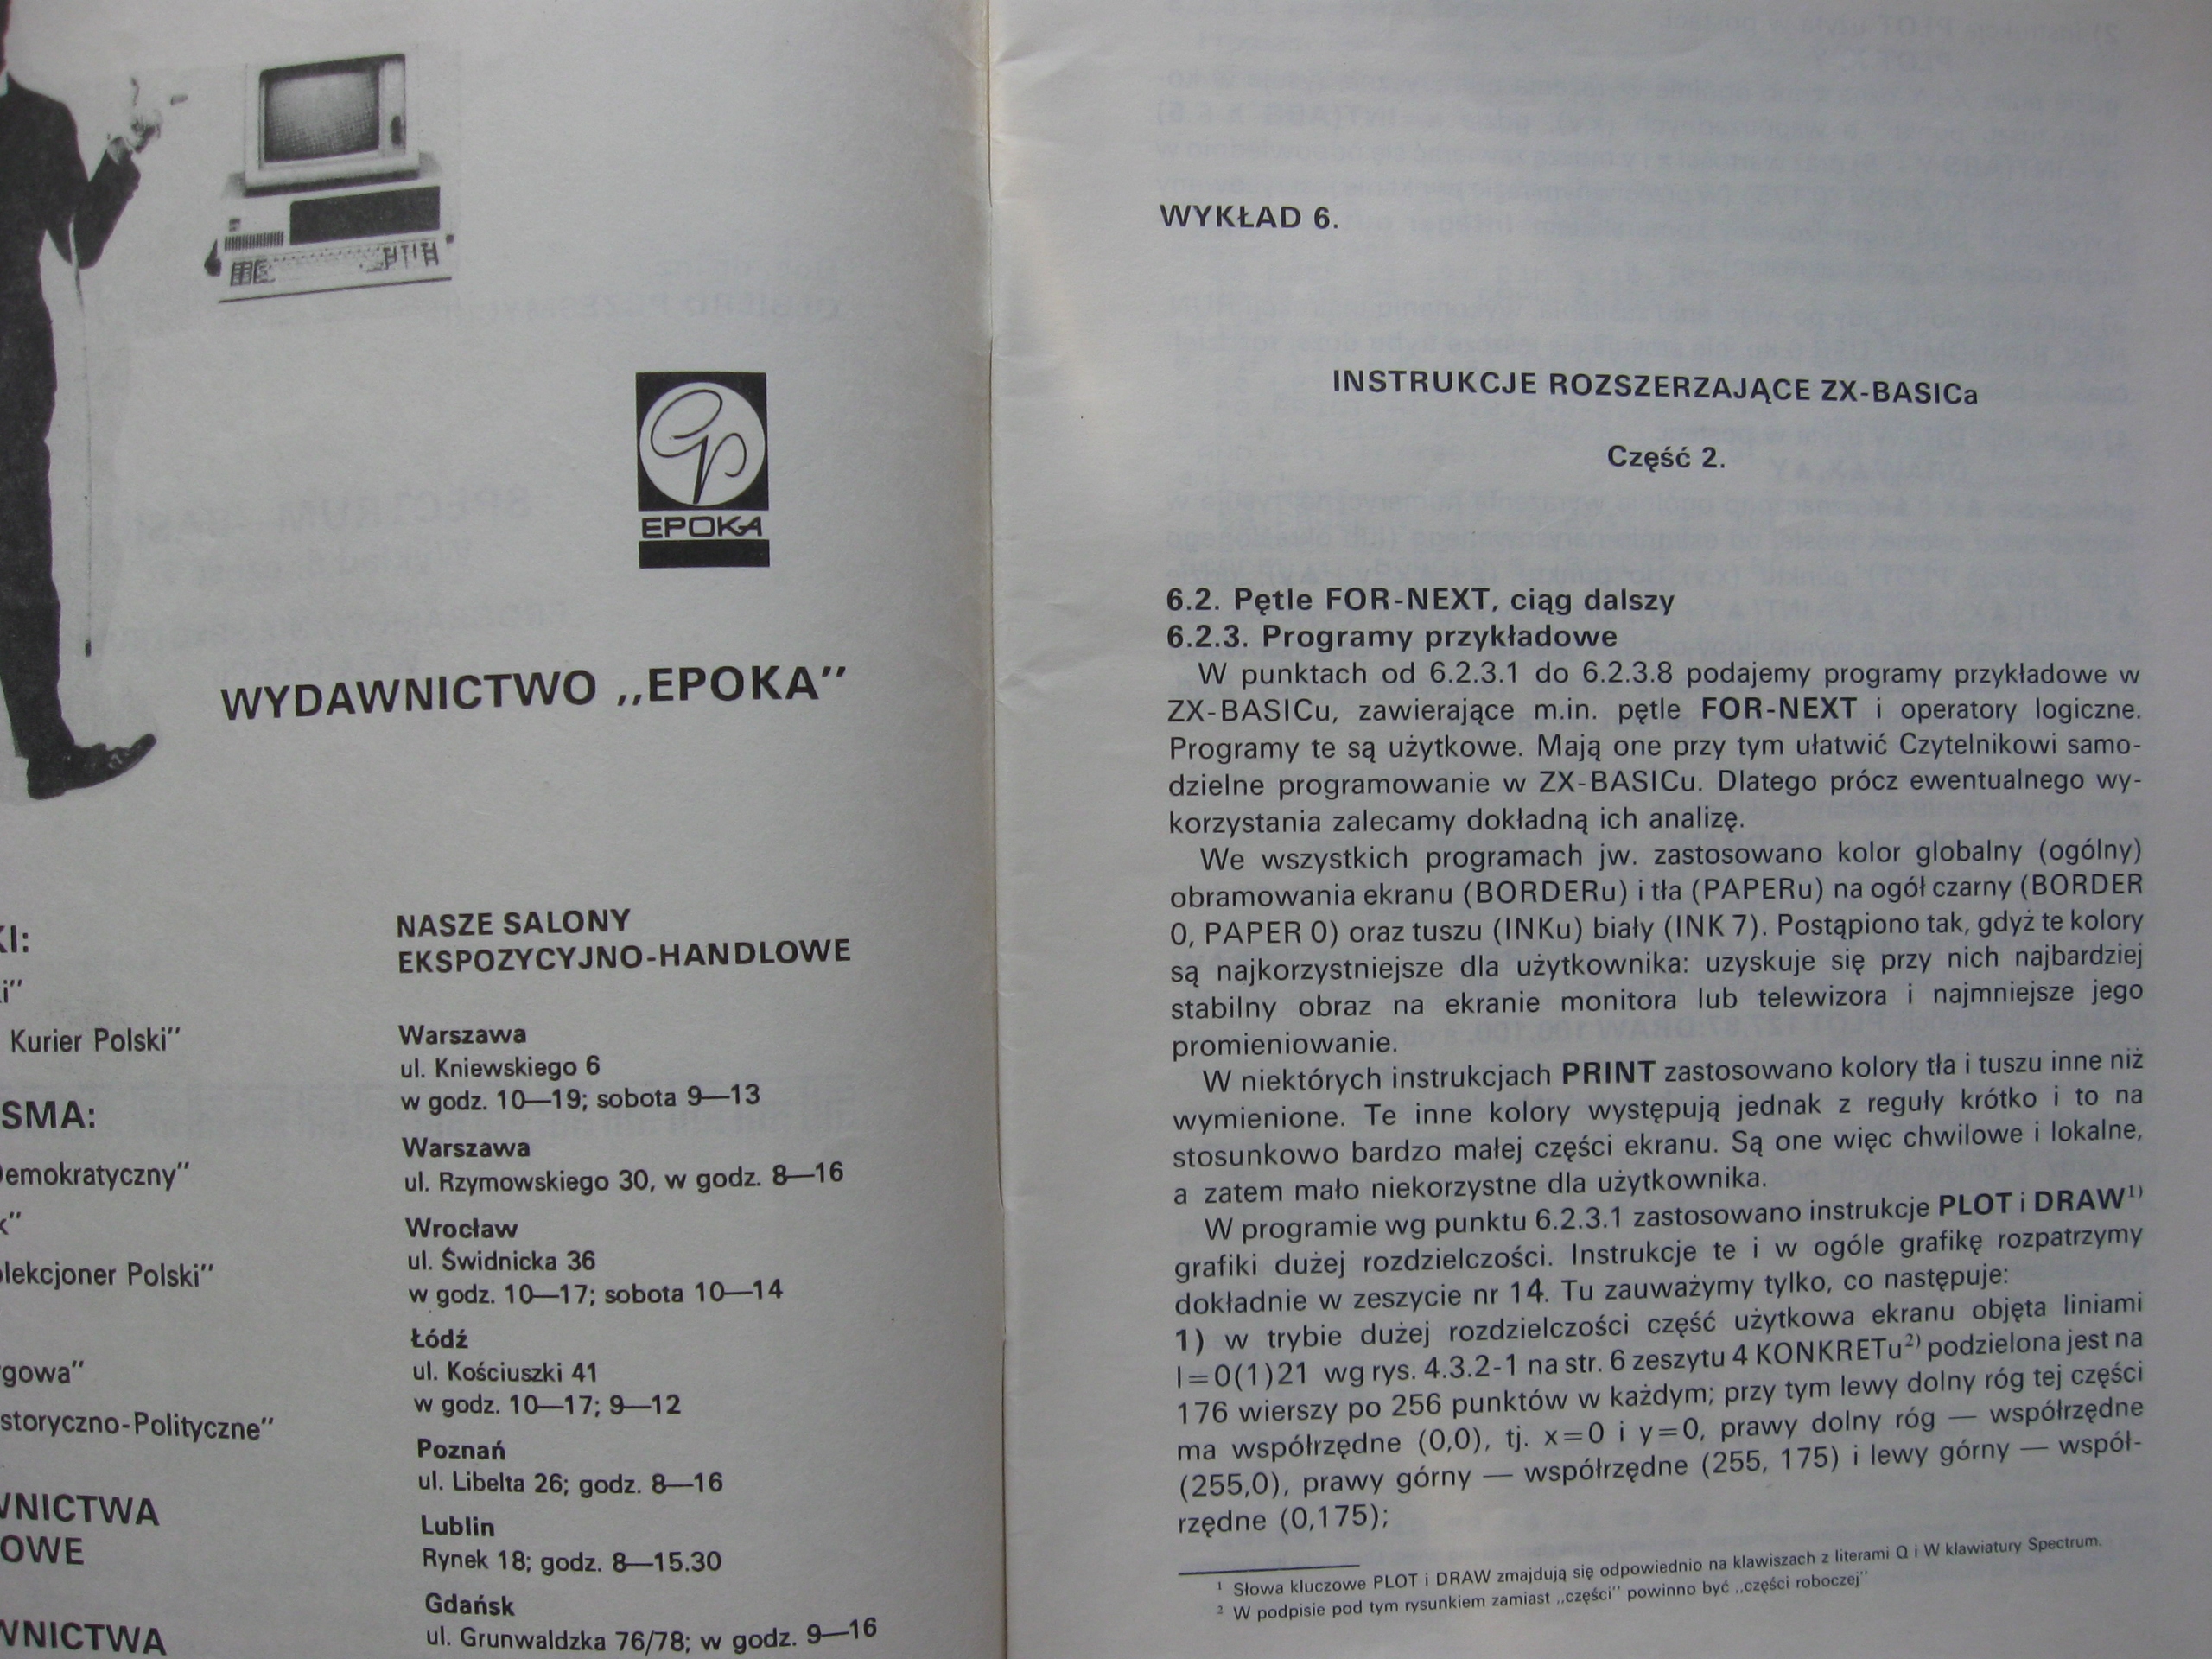 EPOKA
WYDAWNICTWO ,,EPOKA"
KI:
i"
Kurier Polski"
SMA:
Demokratyczny"
k"
olekcjoner Polski"
rgowa"
storyczno-Polityczne"
WNICTWA
OWE
WNICTWA
NASZE SALONY
EKSPOZYCYJNO-HANDLOWE
Warszawa
ul. Kniewskiego 6
w godz. 10—19; sobota 9—13
Warszawa
ul. Rzymowskiego 30, w godz. 8—16
Wrocław
ul. Świdnicka 36
w godz. 10—17; sobota 10—14
Łódź
ul. Kościuszki 41
w godz. 10—17; 9—12
Poznań
ul. Libelta 26; godz. 8—16
Lublin
Rynek 18; godz. 8—15.30
Gdańsk
ul. Grunwaldzka 76/78; w godz. 9—16
WYKŁAD 6.
INSTRUKCJE ROZSZERZAJĄCE ZX-BASICa
Część 2.
6.2. Pętle FOR-NEXT, ciąg dalszy
6.2.3. Programy przykładowe
W punktach od 6.2.3.1 do 6.2.3.8 podajemy programy przykładowe w
ZX-BASICu, zawierające m.in. pętle FOR-NEXT i operatory logiczne.
Programy te są użytkowe. Mają one przy tym ułatwić Czytelnikowi samo-
dzielne programowanie w ZX-BASICu. Dlatego prócz ewentualnego wy-
korzystania zalecamy dokładną ich analizę.
We wszystkich programach jw. zastosowano kolor globalny (ogólny)
obramowania ekranu (BORDERu) i tła (PAPERu) na ogół czarny (BORDER
0, PAPER 0) oraz tuszu (INKu) biały (INK 7). Postąpiono tak, gdyż te kolory
są najkorzystniejsze dla użytkownika: uzyskuje się przy nich najbardziej
stabilny obraz na ekranie monitora lub telewizora i najmniejsze jego
promieniowanie.
W niektórych instrukcjach PRINT zastosowano kolory tła i tuszu inne niż
wymienione. Te inne kolory występują jednak z reguły krótko i to na
stosunkowo bardzo małej części ekranu. Są one więc chwilowe i lokalne,
a zatem mało niekorzystne dla użytkownika.
W programie wg punktu 6.2.3.1 zastosowano instrukcje PLOT i DRAW¹⁾
grafiki dużej rozdzielczości. Instrukcje te i w ogóle grafikę rozpatrzymy
dokładnie w zeszycie nr 14. Tu zauważymy tylko, co następuje:
1) w trybie dużej rozdzielczości część użytkowa ekranu objęta liniami
l=0(1)21 wg rys. 4.3.2-1 na str. 6 zeszytu 4 KONKRETu²⁾ podzielona jest na
176 wierszy po 256 punktów w każdym; przy tym lewy dolny róg tej części
ma współrzędne (0,0), tj. x=0 i y=0, prawy dolny róg — współrzędne
(255,0), prawy górny — współrzędne (255, 175) i lewy górny — współ-
rzędne (0,175);
¹ Słowa kluczowe PLOT i DRAW zmajdują się odpowiednio na klawiszach z literami Q i W klawiatury Spectrum.
² W podpisie pod tym rysunkiem zamiast ,,części" powinno być ,,części roboczej"